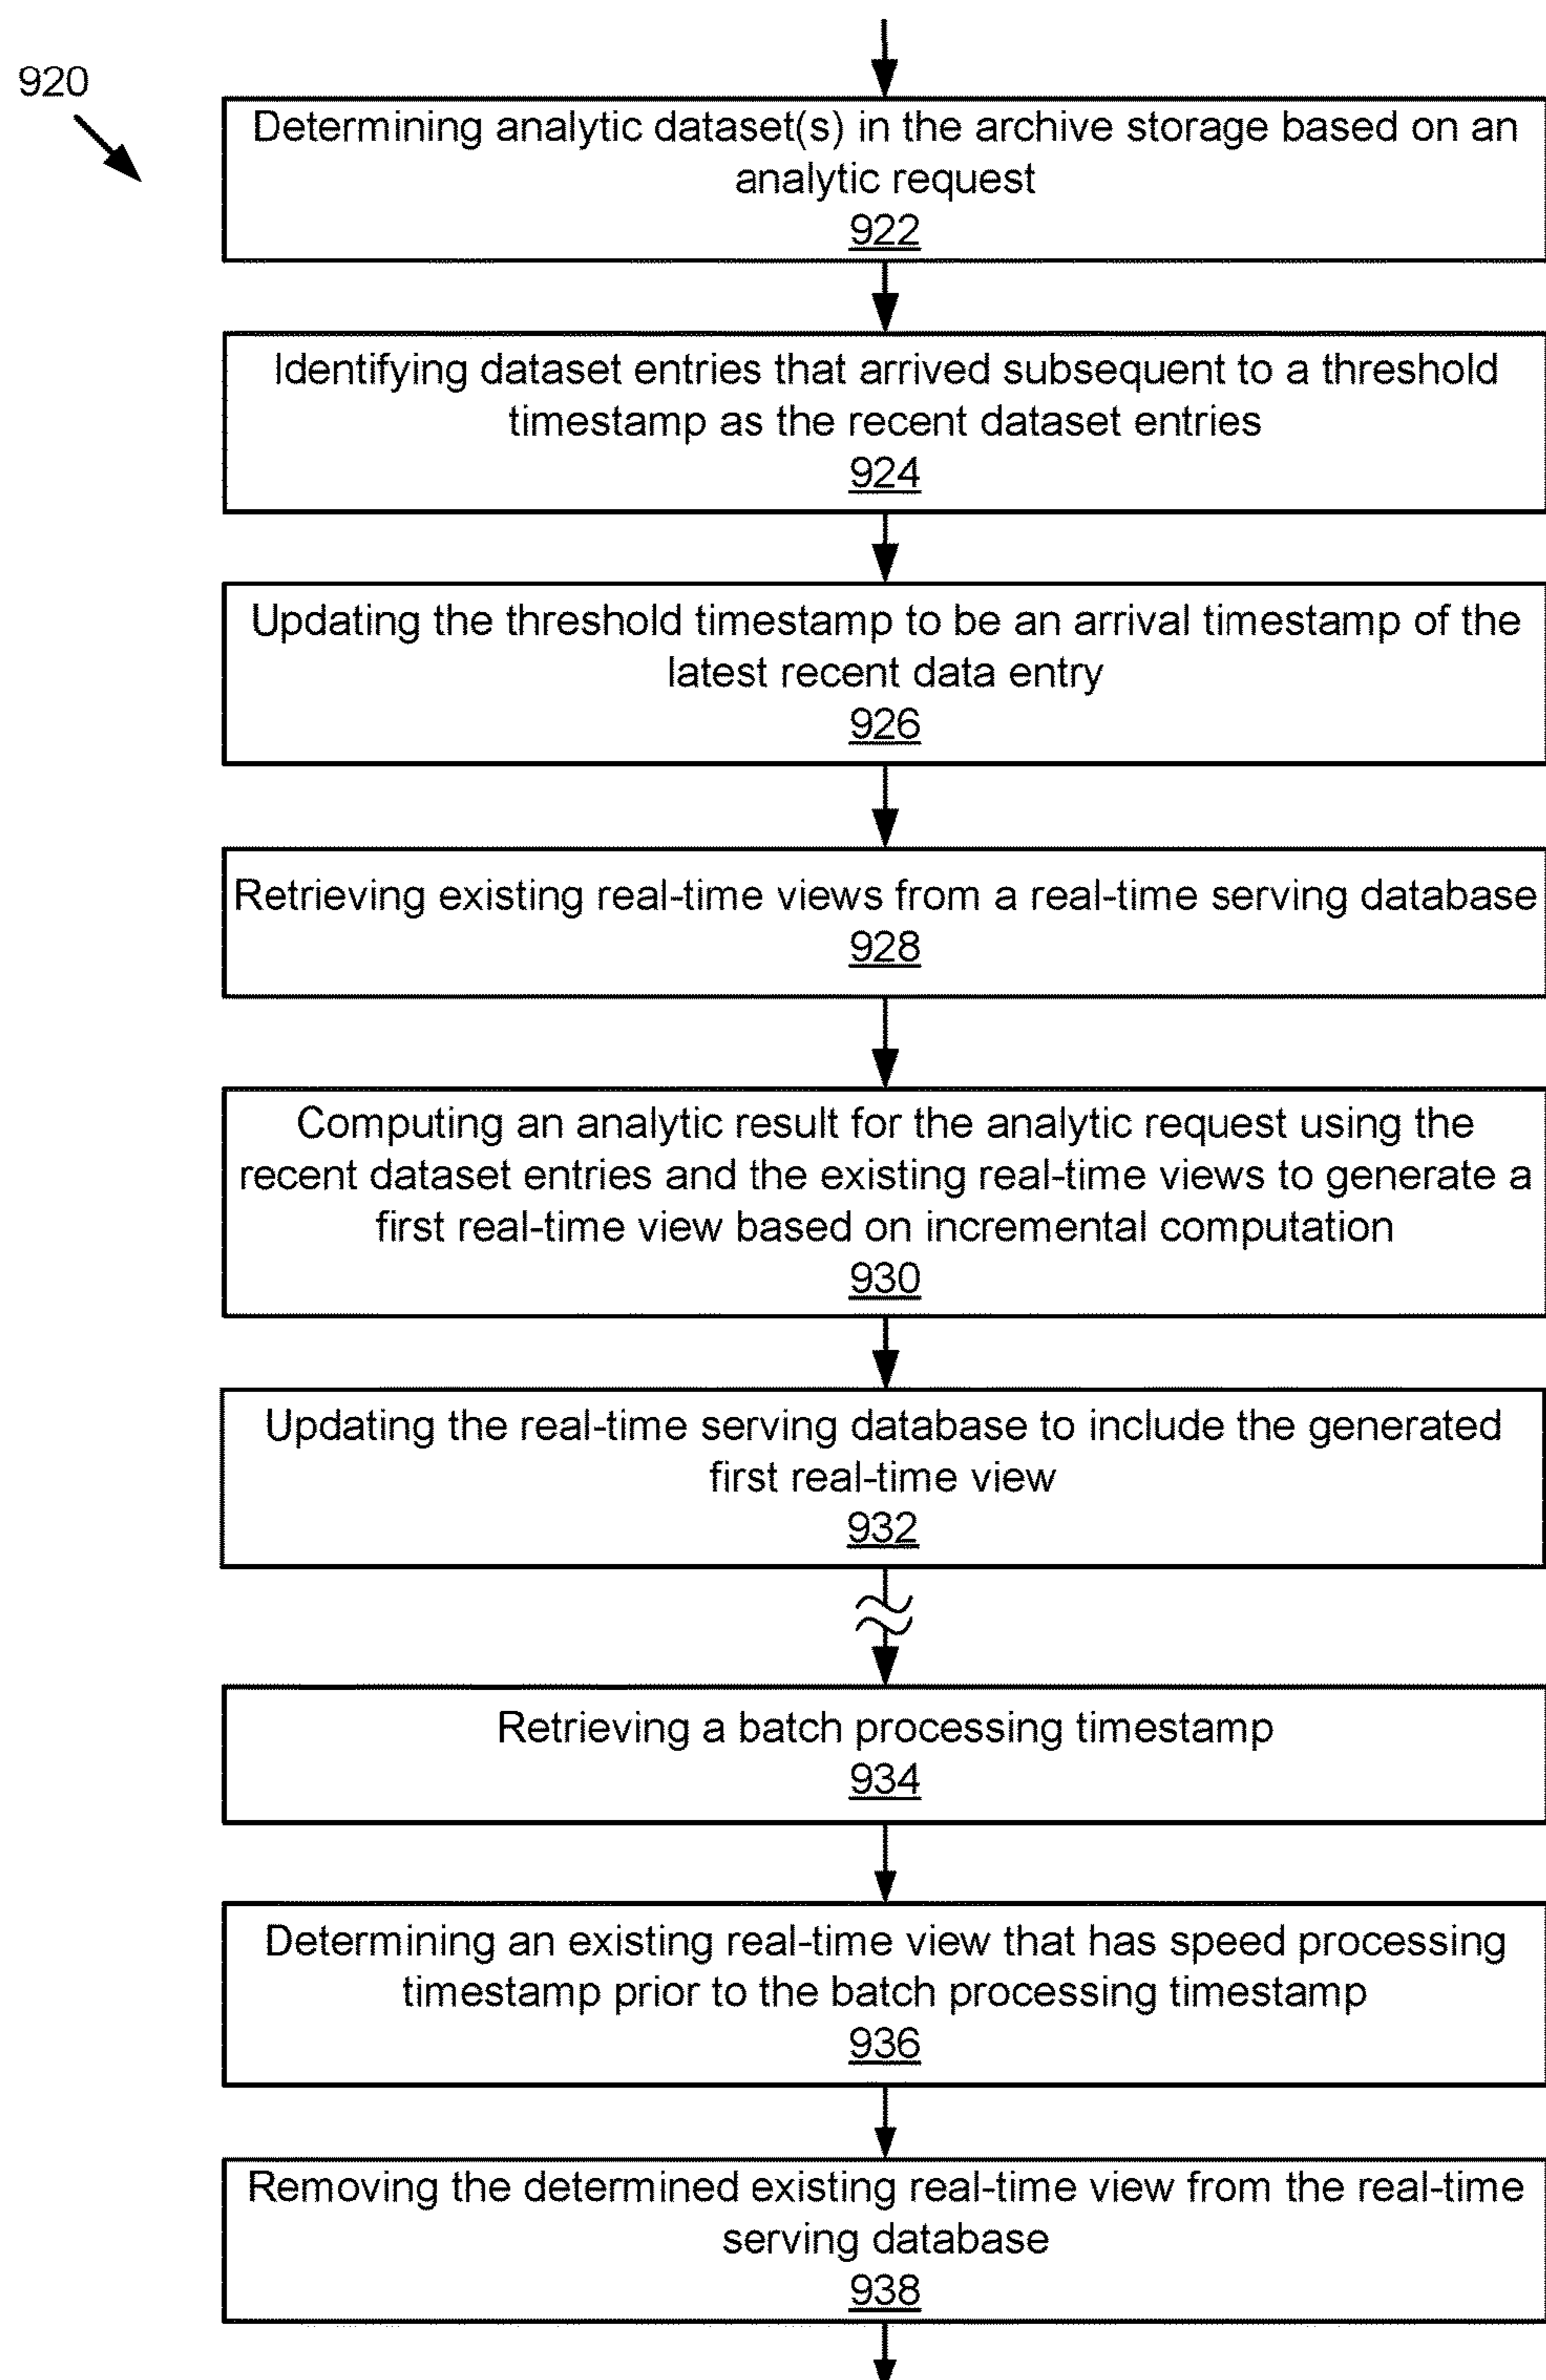 920
Determining analytic dataset(s) in the archive storage based on an
analytic request
922
Identifying dataset entries that arrived subsequent to a threshold
timestamp as the recent dataset entries
924
Updating the threshold timestamp to be an arrival timestamp of the
latest recent data entry
926
Retrieving existing real-time views from a real-time serving database
928
Computing an analytic result for the analytic request using the
recent dataset entries and the existing real-time views to generate a
first real-time view based on incremental computation
930
Updating the real-time serving database to include the generated
first real-time view
932
Retrieving a batch processing timestamp
934
Determining an existing real-time view that has speed processing
timestamp prior to the batch processing timestamp
936
Removing the determined existing real-time view from the real-time
serving database
938